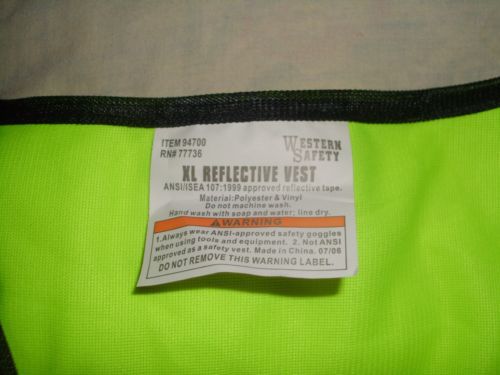 ITEM 94700
RN# 77736
WESTERN
SAFETY
XL REFLECTIVE VEST
ANSI/ISEA 107:1999 approved reflective tape.
Material:Polyester & Vinyl
Do not machine wash.
Hand wash with soap and water; line dry.
WARNING
1.Always wear ANSI-approved safety goggles
when using tools and equipment. 2. Not ANSI
approved as a safety vest. Made in China. 07/06
DO NOT REMOVE THIS WARNING LABEL.